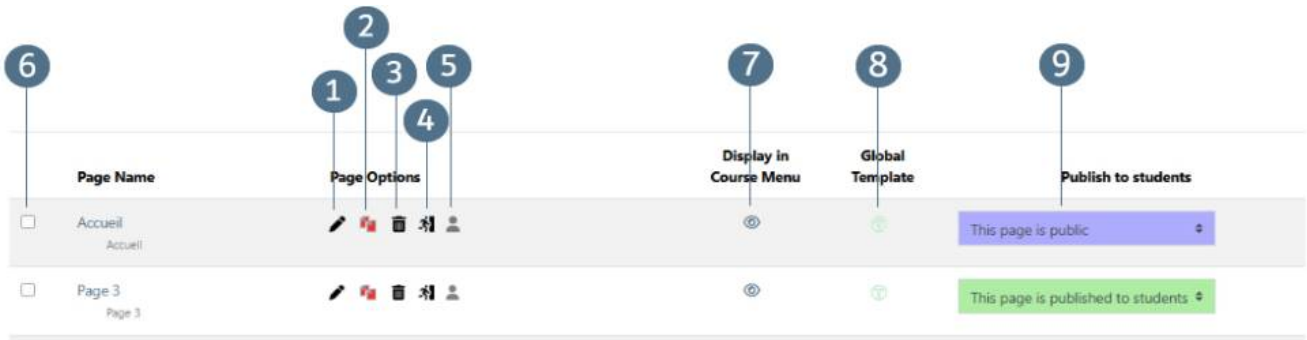 2
6 3 5 7 8 9
1
4
Display in Global
Page Name Page Options Course Menu Template Publish to students
Accueil This page is public
Accueil
Page 3 This page is published to students
Page 3